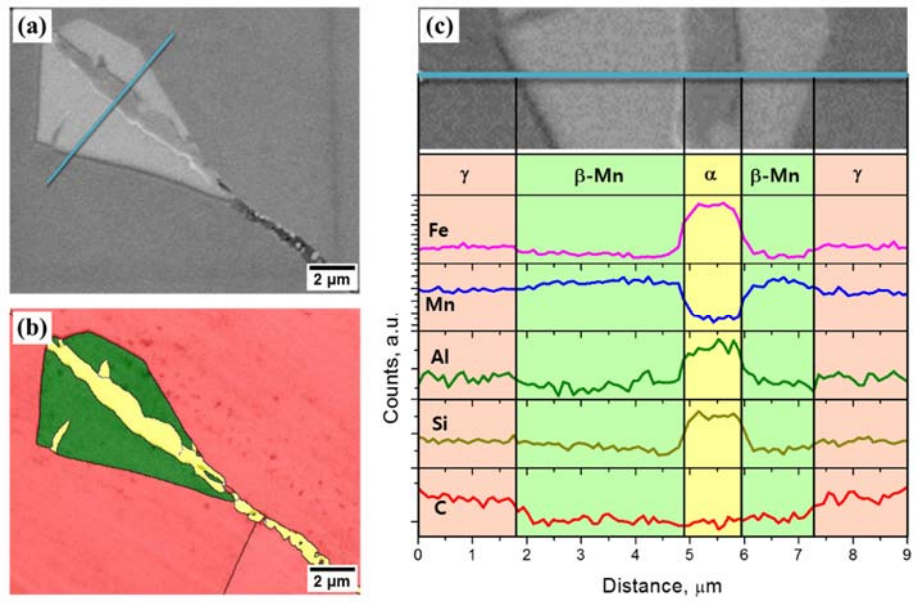 (a)
2 µm
(b)
2 µm
(c)
γ β-Mn α β-Mn γ
Fe
Mn
Al
Si
C
Counts, a.u.
0 1 2 3 4 5 6 7 8 9
Distance, µm